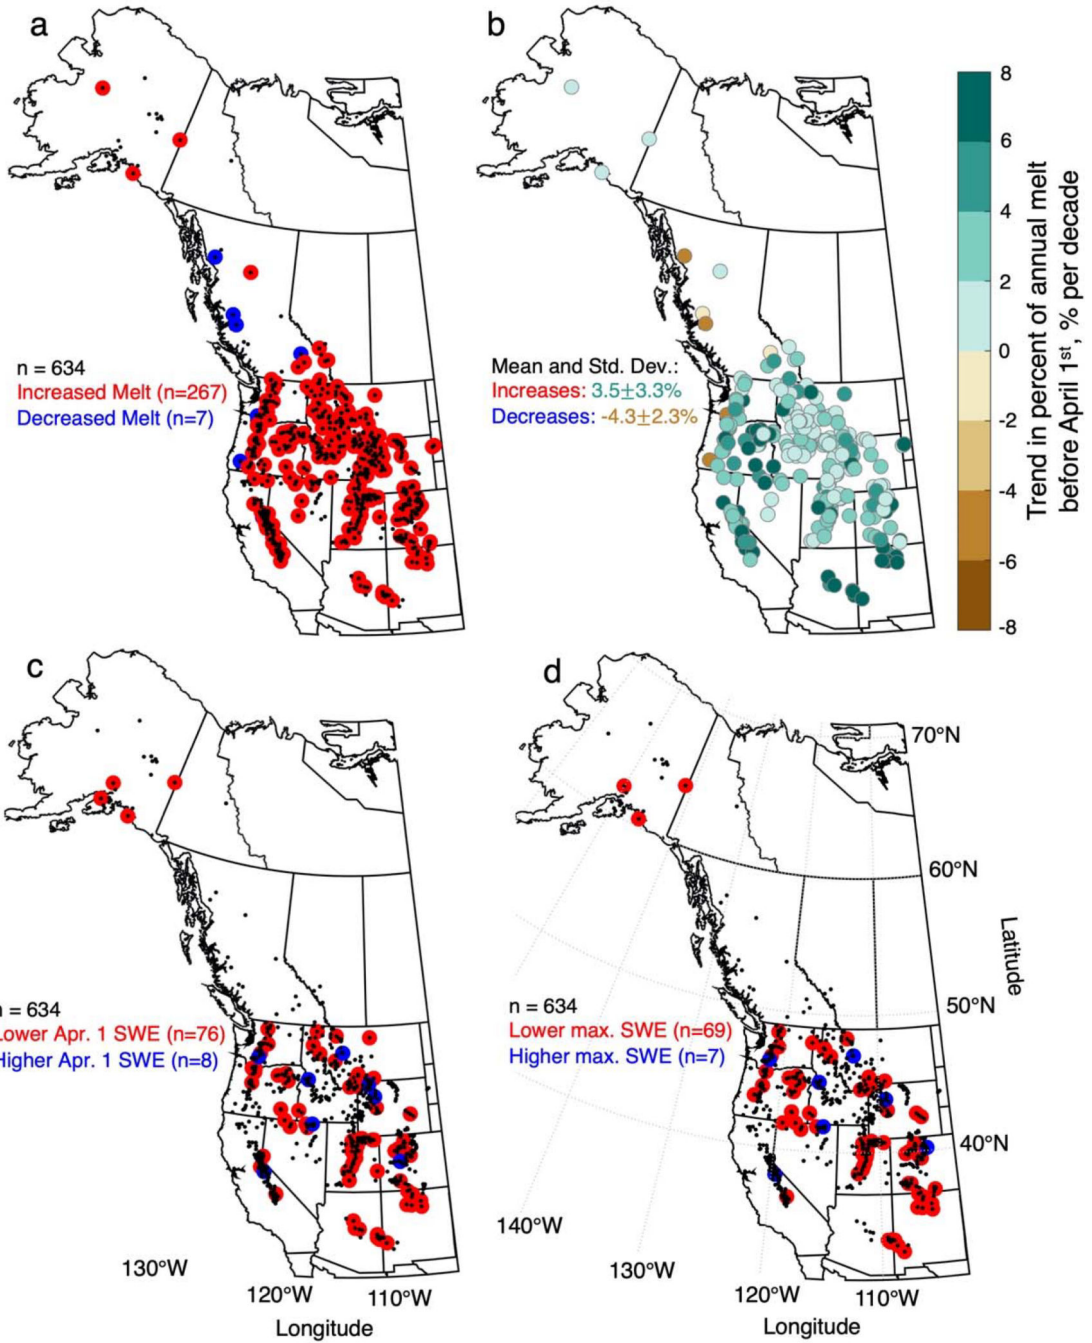 a
n = 634
Increased Melt (n=267)
Decreased Melt (n=7)
b
Mean and Std. Dev.:
Increases: 3.5±3.3%
Decreases: -4.3±2.3%
8
6
4
2
0
-2
-4
-6
-8
Trend in percent of annual melt
before April 1st, % per decade
c
n = 634
Lower Apr. 1 SWE (n=76)
Higher Apr. 1 SWE (n=8)
130°W
120°W
110°W
Longitude
d
n = 634
Lower max. SWE (n=69)
Higher max. SWE (n=7)
70°N
60°N
50°N
40°N
Latitude
140°W
130°W
120°W
110°W
Longitude